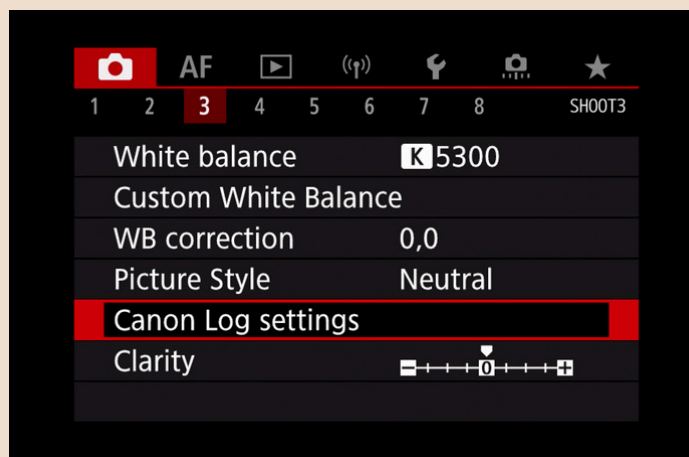 AF
1 2 3 4 5 6 7 8 SHOOT3
White balance K 5300
Custom White Balance
WB correction 0,0
Picture Style Neutral
Canon Log settings
Clarity 0